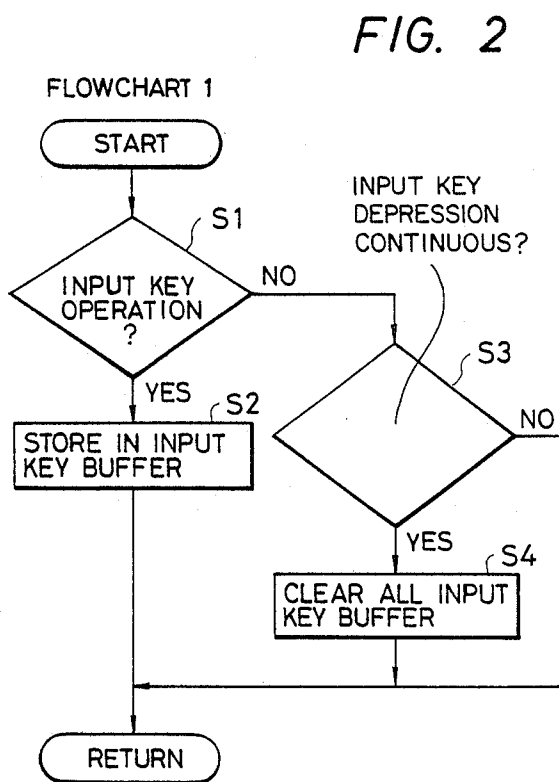 FIG. 2
FLOWCHART 1
START
S1
INPUT KEY
OPERATION
?
NO
YES
S2
STORE IN INPUT
KEY BUFFER
INPUT KEY
DEPRESSION
CONTINUOUS?
S3
NO
YES
S4
CLEAR ALL INPUT
KEY BUFFER
RETURN